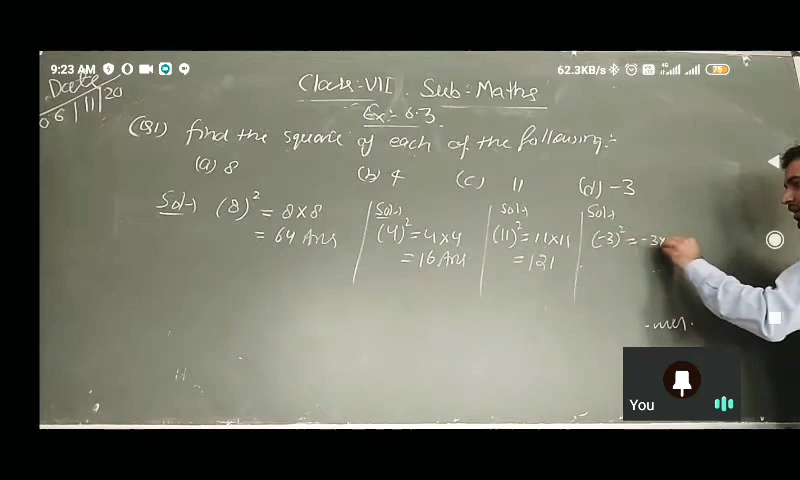 9:23 AM
62.3KB/s 4G 75
Date
06/11/20
Class:-VII Sub:-Maths
Ex:-6.3
(Q1) find the square of each of the following:-
(a) 8 (b) 4 (c) 11 (d) -3
Sol→ (8)² = 8×8
= 64 Ans
Sol→
(4)² = 4×4
= 16 Ans
Sol→
(11)² = 11×11
= 121
Sol→
(-3)² = -3×
You